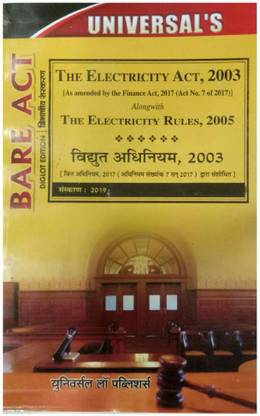 UNIVERSAL'S
BARE ACT
DIGLOT EDITION
द्विभाषीय संस्करण
THE ELECTRICITY ACT, 2003
[As amended by the Finance Act, 2017 (Act No. 7 of 2017)]
Alongwith
THE ELECTRICITY RULES, 2005
विद्युत अधिनियम, 2003
[ वित्त अधिनियम, 2017 ( अधिनियम संख्यांक 7 सन् 2017 ) द्वारा संशोधित ]
संस्करण : 2019
यूनिवर्सल लॉ पब्लिशर्स